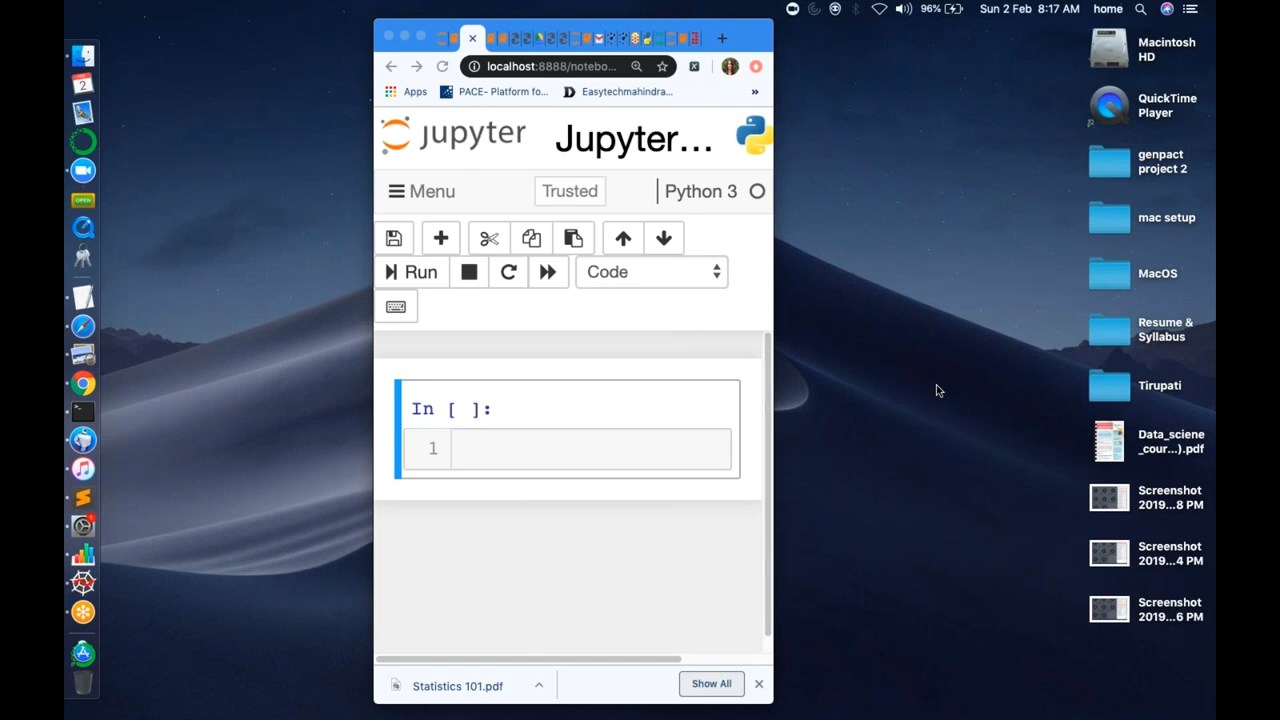 96% Sun 2 Feb 8:17 AM home
localhost:8888/notebo...
Apps PACE- Platform fo... Easytechmahindra... »
jupyter Jupyter...
Menu Trusted Python 3
Run Code
In [ ]:
1
Statistics 101.pdf Show All
2
OPEN
Macintosh
HD
QuickTime
Player
genpact
project 2
mac setup
MacOS
Resume &
Syllabus
Tirupati
Data_sciene
_cour...).pdf
Screenshot
2019...8 PM
Screenshot
2019...4 PM
Screenshot
2019...6 PM